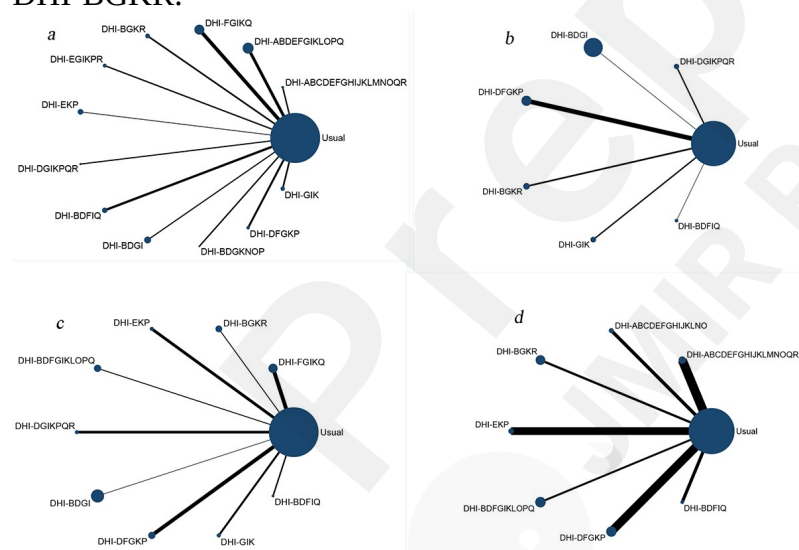 DHI-BGKR.
a
DHI-FGIKQ
DHI-BGKR
DHI-ABDEFGIKLOPQ
DHI-EGIKPR
DHI-ABCDEFGHIJKLMNOQR
DHI-EKP
Usual
DHI-DGIKPQR
DHI-GIK
DHI-BDFIQ
DHI-DFGKP
DHI-BDGI
DHI-BDGKNOP
b
DHI-BDGI
DHI-DGIKPQR
DHI-DFGKP
Usual
DHI-BGKR
DHI-BDFIQ
DHI-GIK
c
DHI-EKP
DHI-BGKR
DHI-BDFGIKLOPQ
DHI-FGIKQ
DHI-DGIKPQR
Usual
DHI-BDGI
DHI-BDFIQ
DHI-DFGKP
DHI-GIK
d
DHI-ABCDEFGHIJKLNO
DHI-BGKR
DHI-ABCDEFGHIJKLMNOQR
DHI-EKP
Usual
DHI-BDFGIKLOPQ
DHI-BDFIQ
DHI-DFGKP
Prep
JMIR